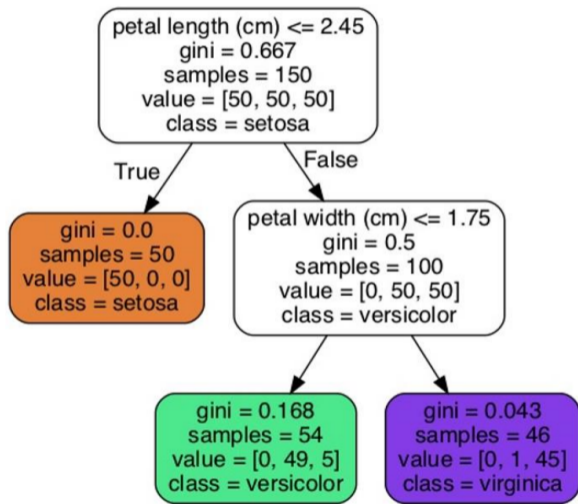 petal length (cm) <= 2.45
gini = 0.667
samples = 150
value = [50, 50, 50]
class = setosa
True
False
gini = 0.0
samples = 50
value = [50, 0, 0]
class = setosa
petal width (cm) <= 1.75
gini = 0.5
samples = 100
value = [0, 50, 50]
class = versicolor
gini = 0.168
samples = 54
value = [0, 49, 5]
class = versicolor
gini = 0.043
samples = 46
value = [0, 1, 45]
class = virginica